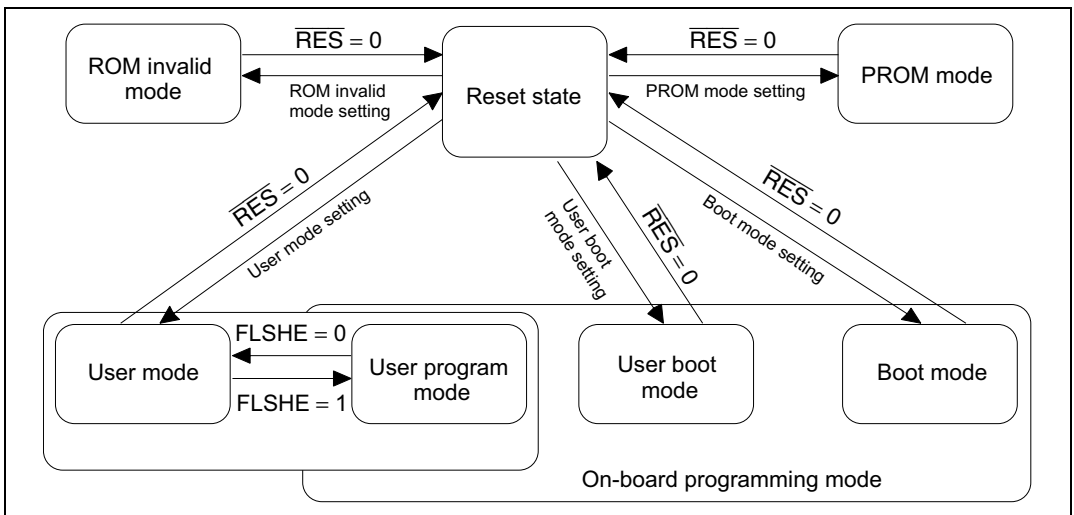 RES = 0
RES = 0
ROM invalid
mode
Reset state
PROM mode
ROM invalid
mode setting
PROM mode setting
RES = 0
User mode setting
User boot
mode setting
RES = 0
Boot mode setting
RES = 0
FLSHE = 0
User mode
User program
mode
FLSHE = 1
User boot
mode
Boot mode
On-board programming mode